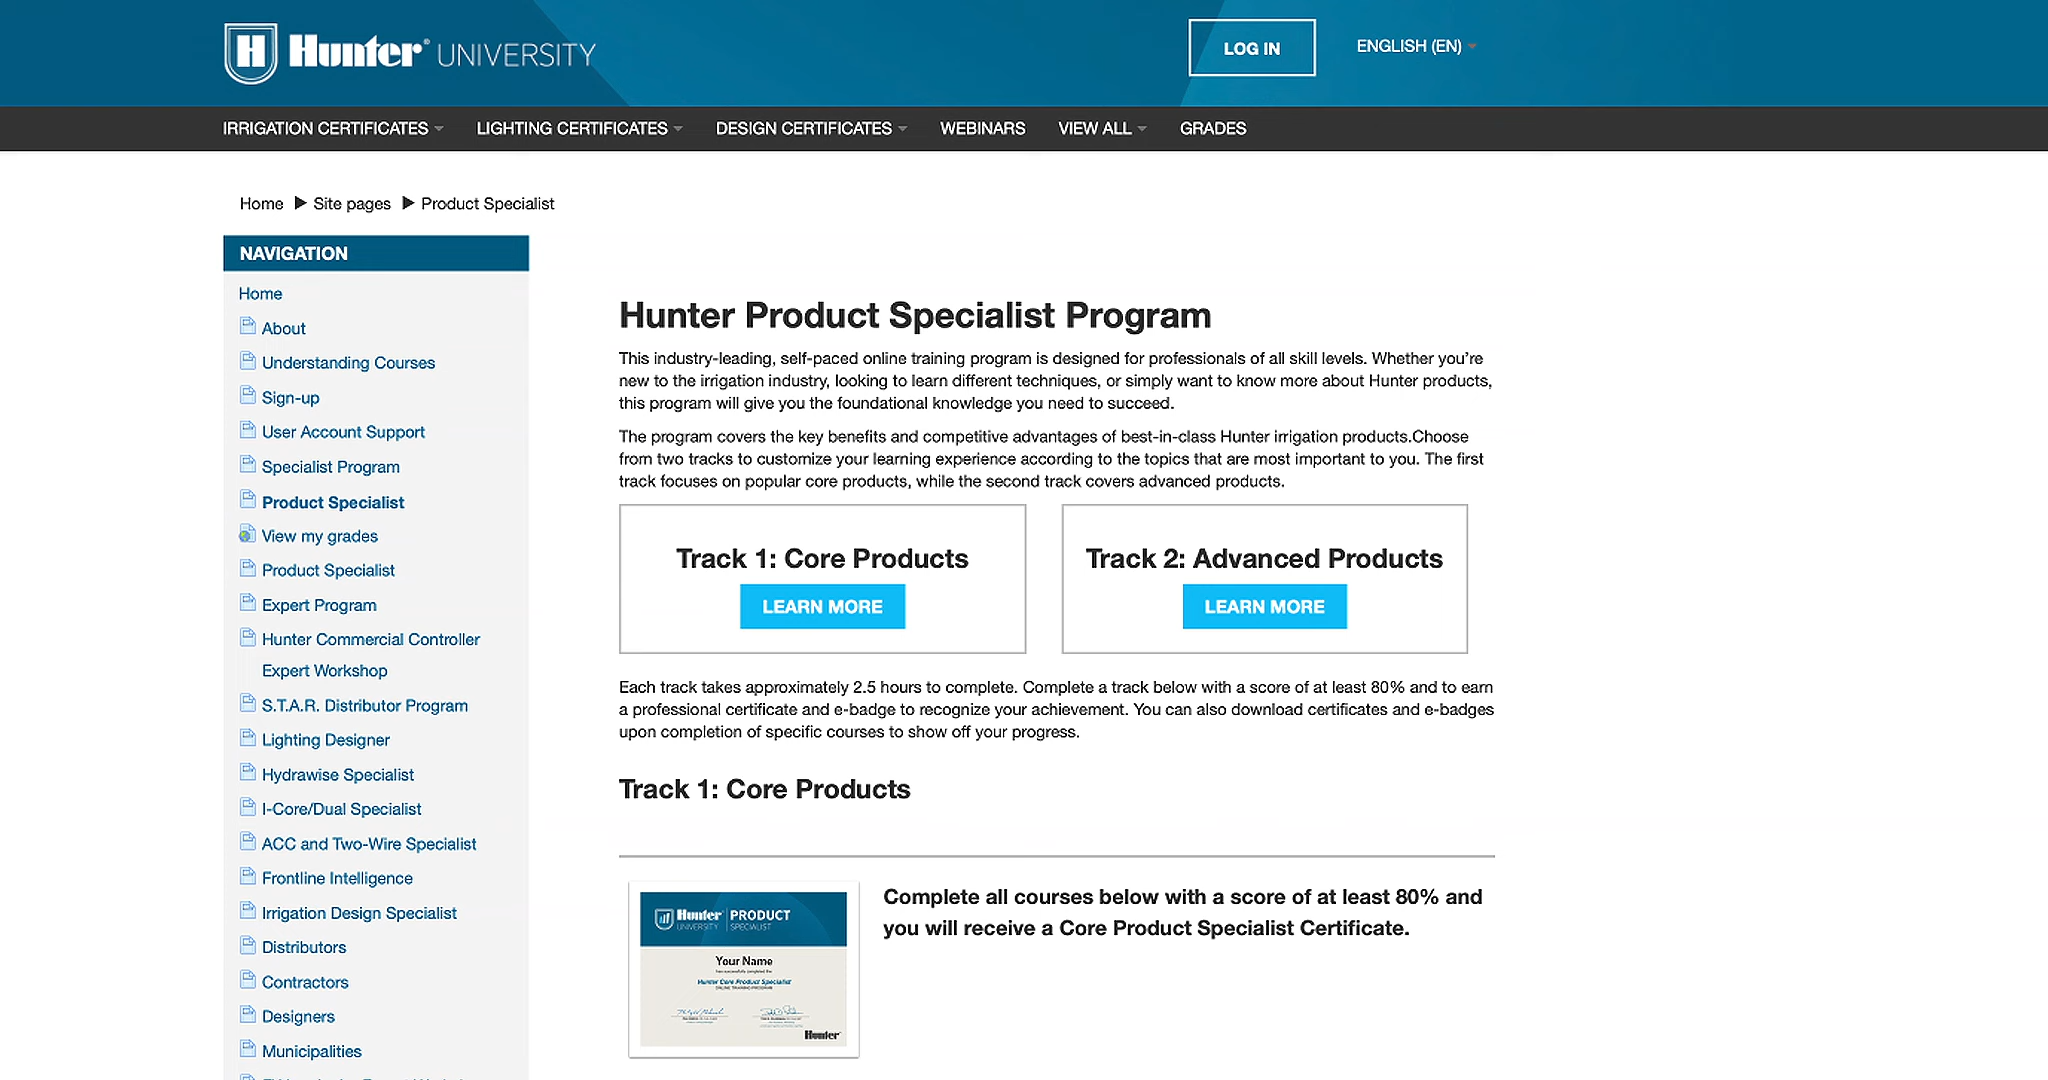 Hunter® UNIVERSITY
LOG IN
ENGLISH (EN)
IRRIGATION CERTIFICATES
LIGHTING CERTIFICATES
DESIGN CERTIFICATES
WEBINARS
VIEW ALL
GRADES
Home ▶ Site pages ▶ Product Specialist
NAVIGATION
Home
About
Understanding Courses
Sign-up
User Account Support
Specialist Program
Product Specialist
View my grades
Product Specialist
Expert Program
Hunter Commercial Controller
Expert Workshop
S.T.A.R. Distributor Program
Lighting Designer
Hydrawise Specialist
I-Core/Dual Specialist
ACC and Two-Wire Specialist
Frontline Intelligence
Irrigation Design Specialist
Distributors
Contractors
Designers
Municipalities
Hunter Product Specialist Program
This industry-leading, self-paced online training program is designed for professionals of all skill levels. Whether you’re
new to the irrigation industry, looking to learn different techniques, or simply want to know more about Hunter products,
this program will give you the foundational knowledge you need to succeed.
The program covers the key benefits and competitive advantages of best-in-class Hunter irrigation products.Choose
from two tracks to customize your learning experience according to the topics that are most important to you. The first
track focuses on popular core products, while the second track covers advanced products.
Track 1: Core Products
LEARN MORE
Track 2: Advanced Products
LEARN MORE
Each track takes approximately 2.5 hours to complete. Complete a track below with a score of at least 80% and to earn
a professional certificate and e-badge to recognize your achievement. You can also download certificates and e-badges
upon completion of specific courses to show off your progress.
Track 1: Core Products
Hunter UNIVERSITY
PRODUCT
SPECIALIST
Your Name
has successfully completed the
Hunter Core Product Specialist
ONLINE TRAINING PROGRAM
Hunter
Complete all courses below with a score of at least 80% and
you will receive a Core Product Specialist Certificate.